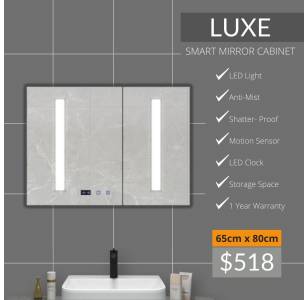 LUXE
SMART MIRROR CABINET
LED Light
Anti-Mist
Shatter- Proof
Motion Sensor
LED Clock
Storage Space
1 Year Warranty
65cm x 80cm
$518